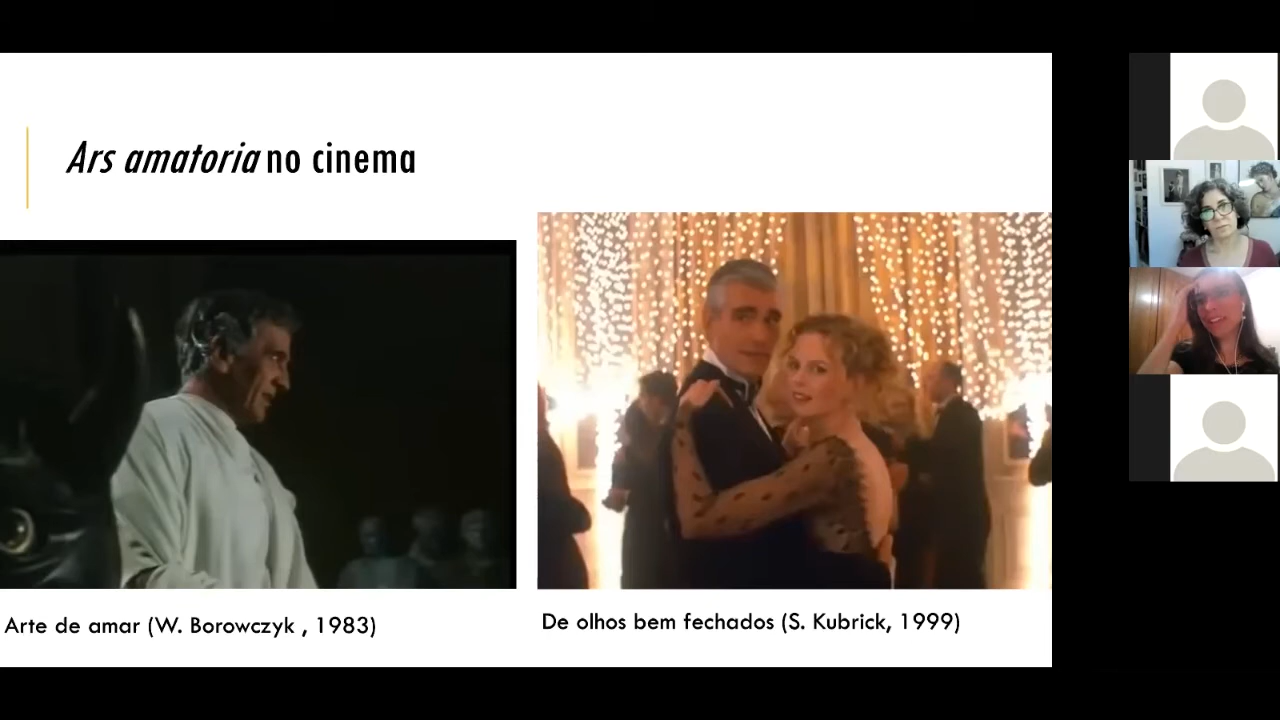 Ars amatoria no cinema
Arte de amar (W. Borowczyk , 1983)
De olhos bem fechados (S. Kubrick, 1999)